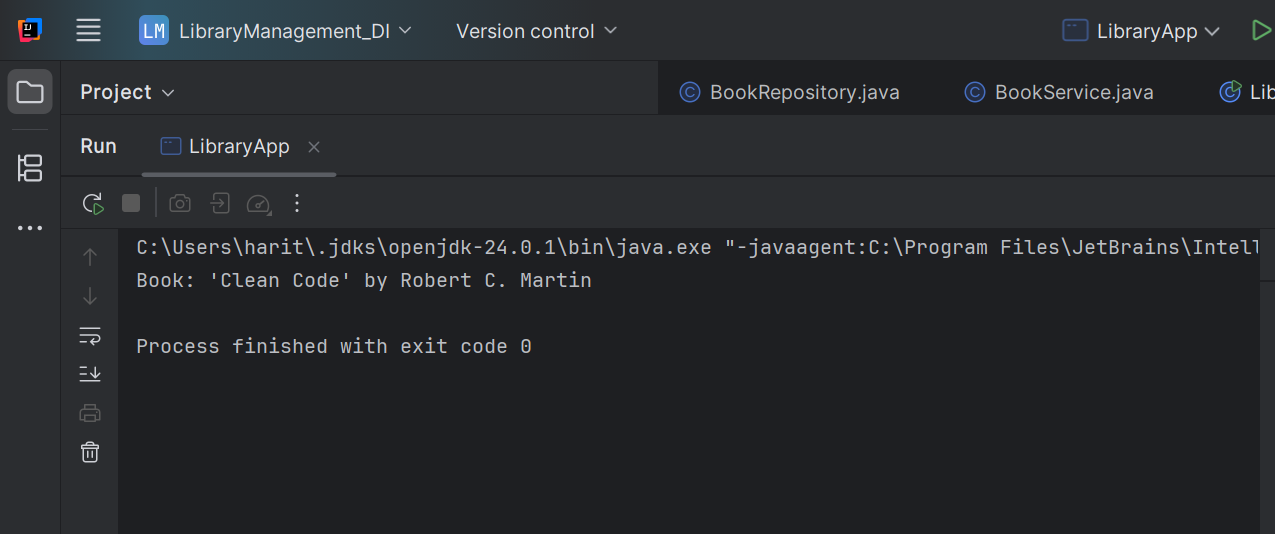 LM LibraryManagement_DI Version control LibraryApp
Project BookRepository.java BookService.java Lib
Run LibraryApp
C:\Users\harit\.jdks\openjdk-24.0.1\bin\java.exe "-javaagent:C:\Program Files\JetBrains\Intell
Book: 'Clean Code' by Robert C. Martin
Process finished with exit code 0